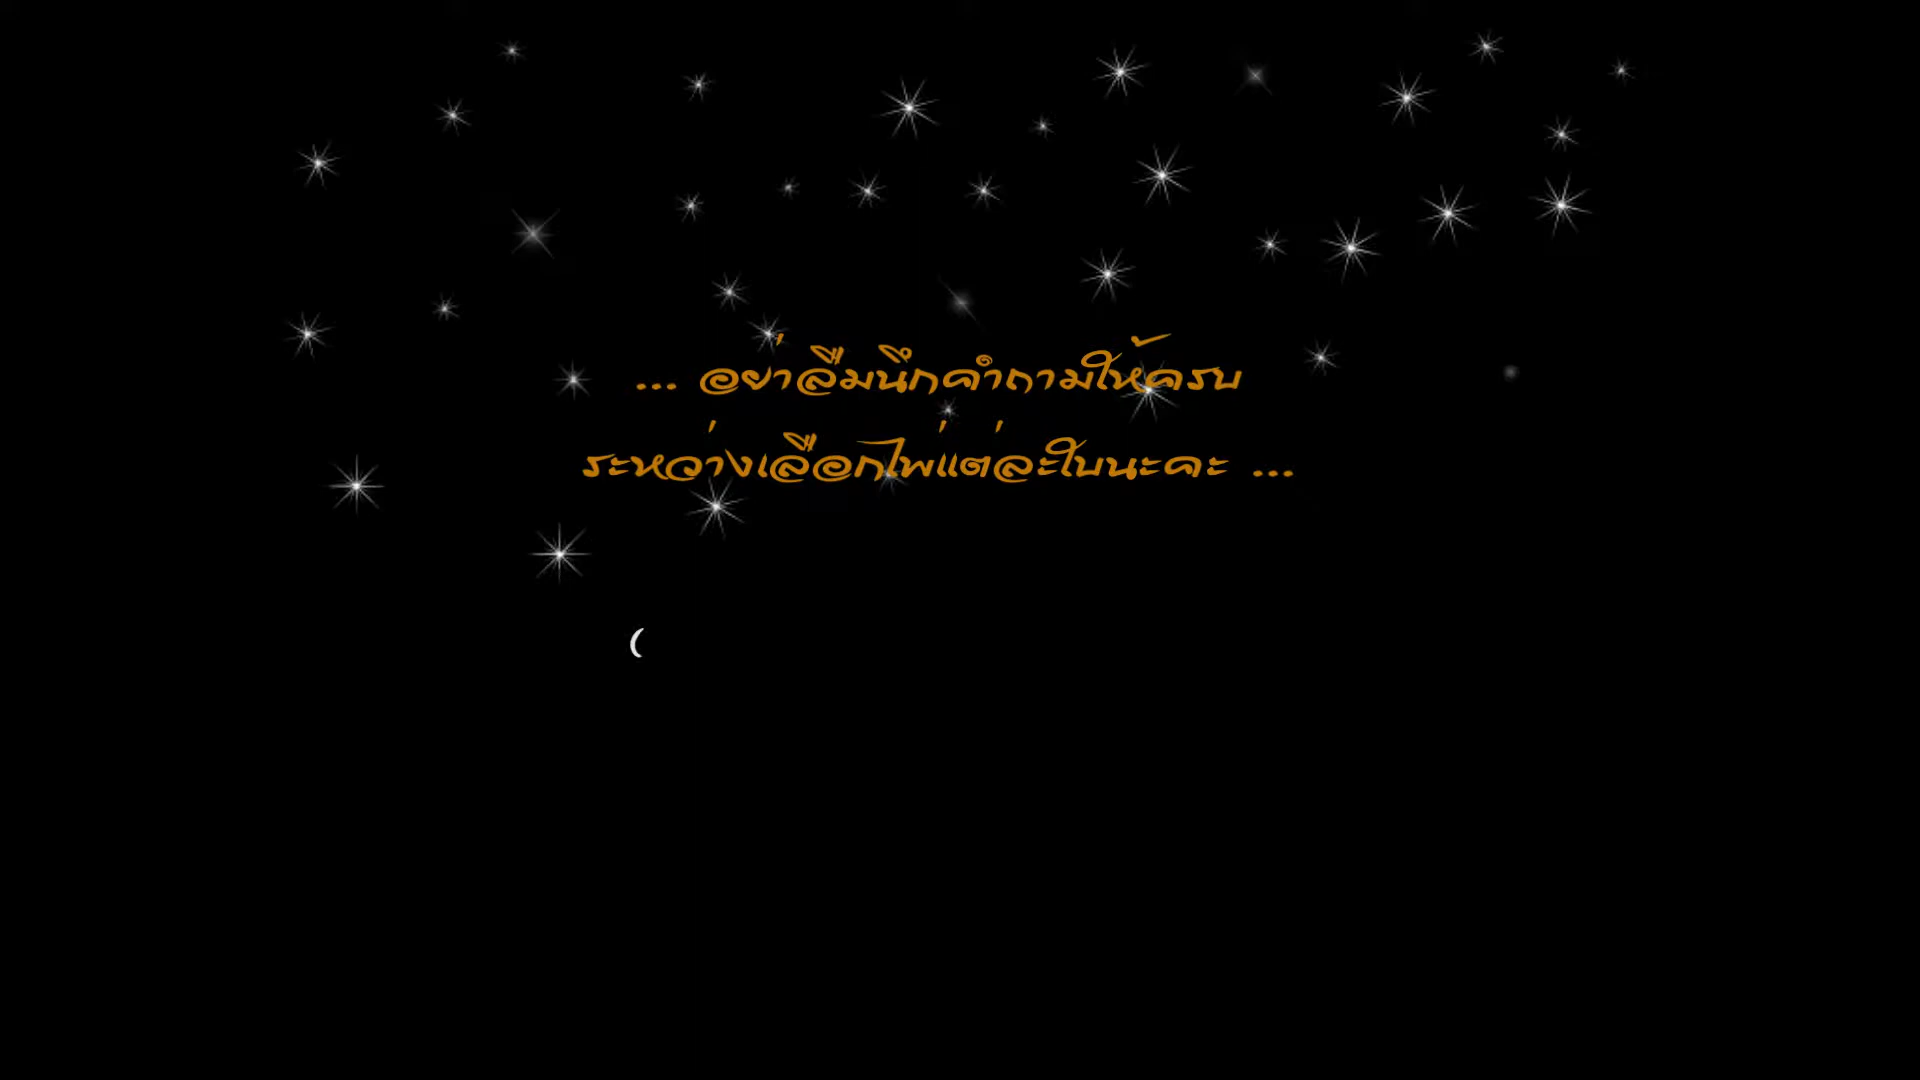 ... อย่าลืมนึกคำถามให้ครบ
ระหว่างเลือกไพ่แต่ละใบนะคะ ...
(